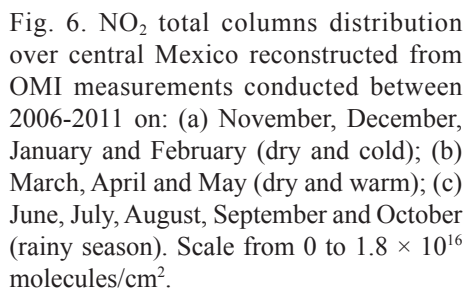 Fig. 6. NO₂ total columns distribution
over central Mexico reconstructed from
OMI measurements conducted between
2006-2011 on: (a) November, December,
January and February (dry and cold); (b)
March, April and May (dry and warm); (c)
June, July, August, September and October
(rainy season). Scale from 0 to 1.8 × 10¹⁶
molecules/cm².